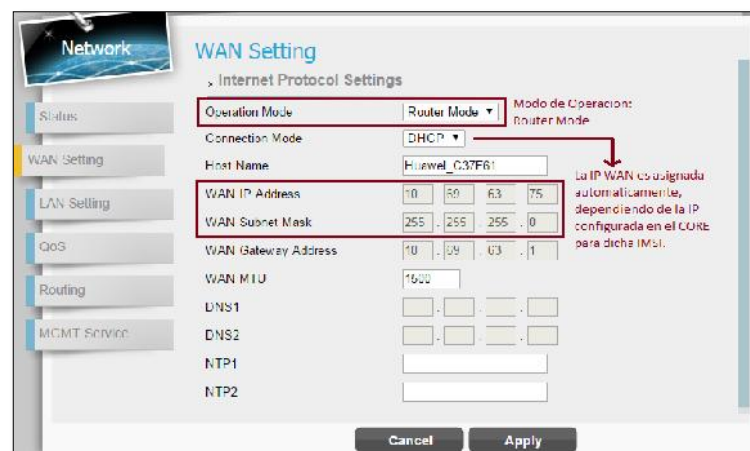 Network
WAN Setting
Internet Protocol Settings
Status
WAN Setting
LAN Setting
QoS
Routing
MGMT Service
Operation Mode Router Mode
Modo de Operacion:
Router Mode
Connection Mode DHCP
Host Name Huawei_C37F61
La IP WAN es asignada
automaticamente,
dependiendo de la IP
configurada en el CORE
para dicha IMSI.
WAN IP Address 10 . 69 . 63 . 75
WAN Subnet Mask 255 . 255 . 255 . 0
WAN Gateway Address 10 . 69 . 63 . 1
WAN MTU 1500
DNS1 . . .
DNS2 . . .
NTP1
NTP2
Cancel Apply